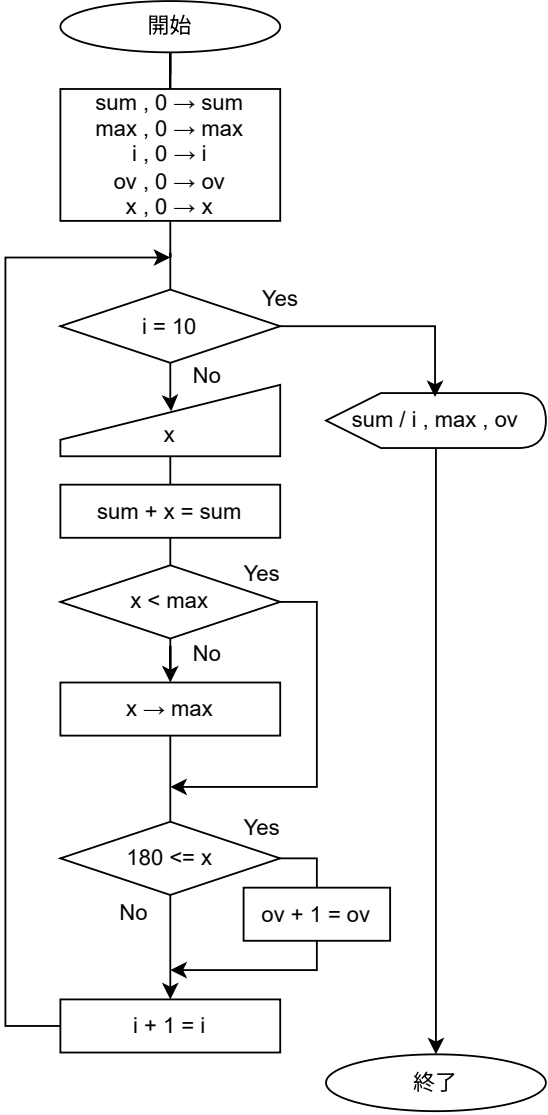 開始
sum , 0 → sum
max , 0 → max
i , 0 → i
ov , 0 → ov
x , 0 → x
i = 10
Yes
No
x
sum + x = sum
x < max
Yes
No
x → max
180 <= x
Yes
No
ov + 1 = ov
i + 1 = i
sum / i , max , ov
終了